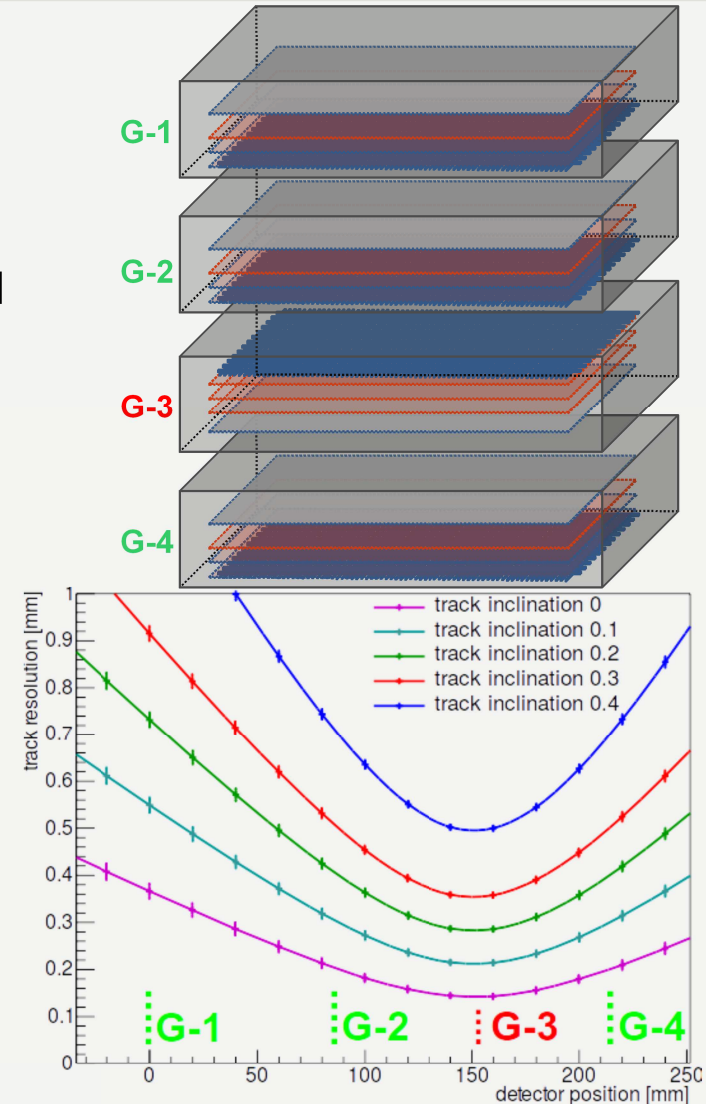 G-1
G-2
G-3
G-4
track resolution [mm]
1
0.9
0.8
0.7
0.6
0.5
0.4
0.3
0.2
0.1
0
track inclination 0
track inclination 0.1
track inclination 0.2
track inclination 0.3
track inclination 0.4
G-1 G-2 G-3 G-4
0 50 100 150 200 250
detector position [mm]